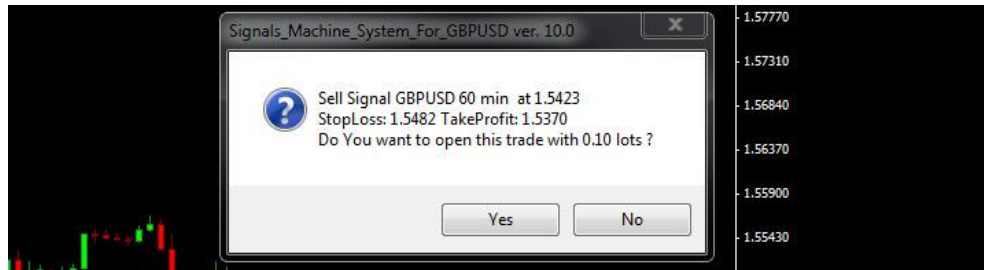 Signals_Machine_System_For_GBPUSD ver. 10.0
Sell Signal GBPUSD 60 min at 1.5423
StopLoss: 1.5482 TakeProfit: 1.5370
Do You want to open this trade with 0.10 lots ?
Yes
No
1.57770
1.57310
1.56840
1.56370
1.55900
1.55430